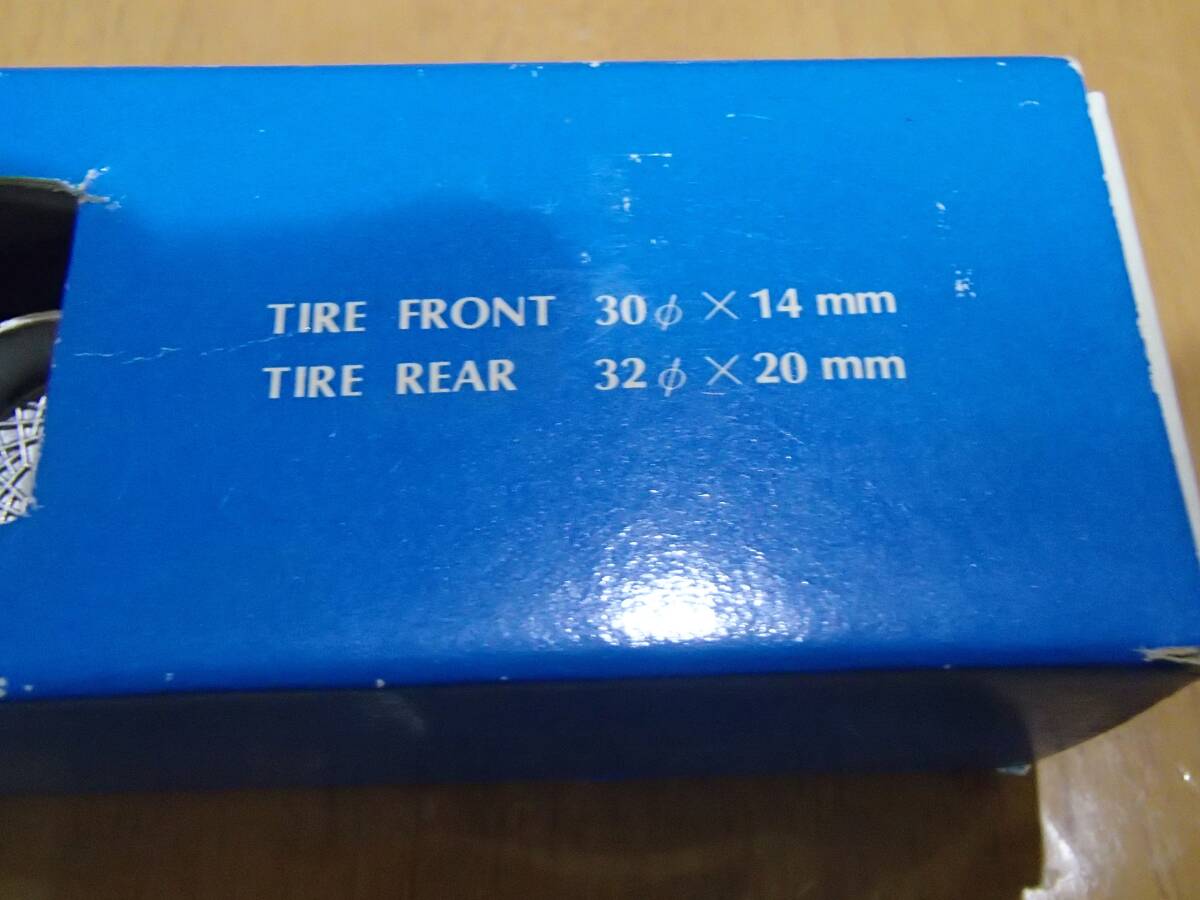 TIRE FRONT 30φ × 14 mm
TIRE REAR 32φ × 20 mm